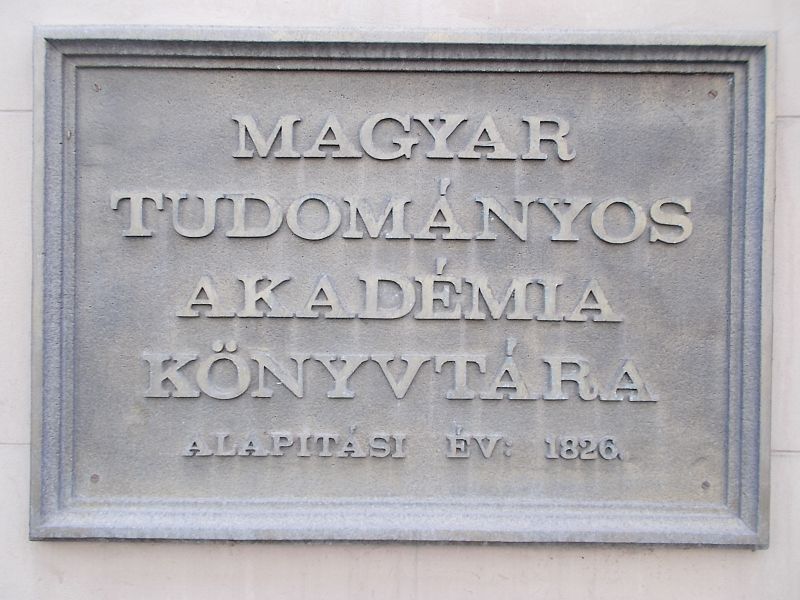 MAGYAR
TUDOMÁNYOS
AKADÉMIA
KÖNYVTÁRA
ALAPITÁSI ÉV: 1826.